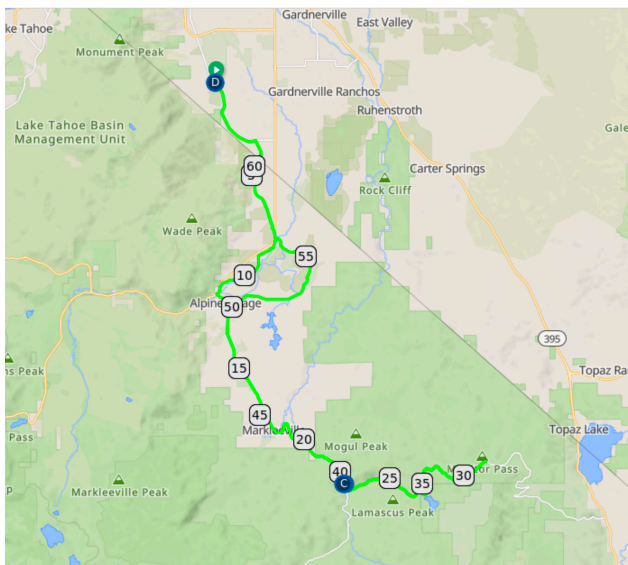 Gardnerville
ke Tahoe
East Valley
Monument Peak
D
Gardnerville Ranchos
Ruhenstroth
Lake Tahoe Basin
Management Unit
Gale
60
Carter Springs
Rock Cliff
Wade Peak
55
10
50
395
ns Peak
15
Topaz Ra
45
Topaz Lake
Pass
20
Mogul Peak
40
30
25
35
C
Markleeville Peak
Lamascus Peak
p